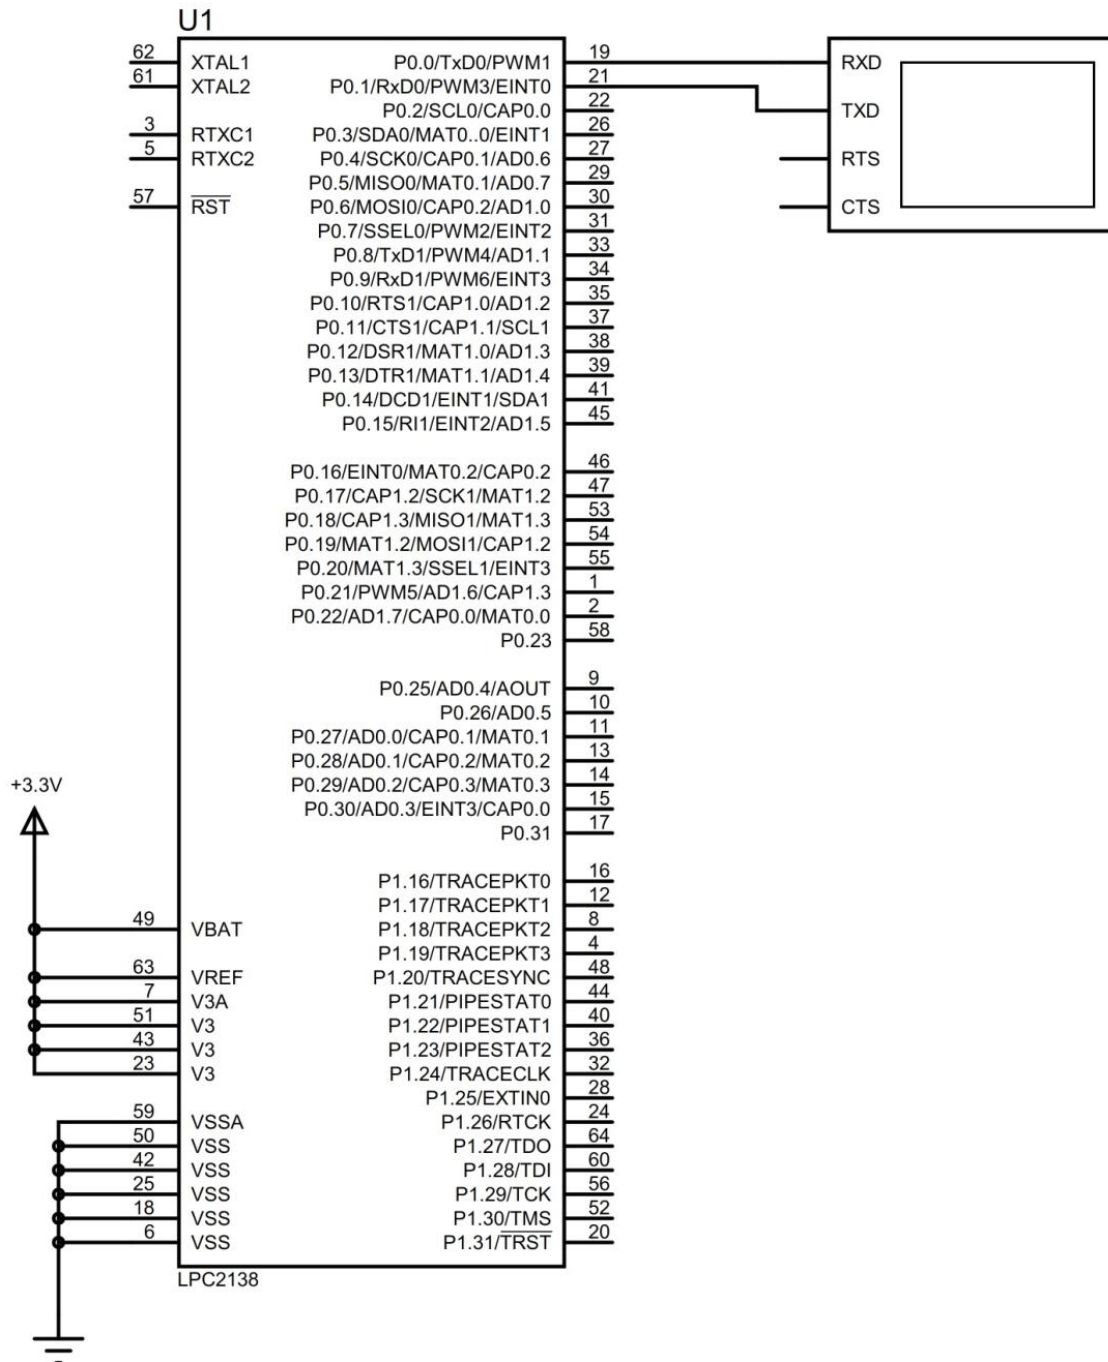 U1
62 XTAL1 P0.0/TxD0/PWM1 19 RXD
61 XTAL2 P0.1/RxD0/PWM3/EINT0 21
P0.2/SCL0/CAP0.0 22 TXD
3 RTXC1 P0.3/SDA0/MAT0..0/EINT1 26
5 RTXC2 P0.4/SCK0/CAP0.1/AD0.6 27 RTS
P0.5/MISO0/MAT0.1/AD0.7 29
57 RST P0.6/MOSI0/CAP0.2/AD1.0 30 CTS
P0.7/SSEL0/PWM2/EINT2 31
P0.8/TxD1/PWM4/AD1.1 33
P0.9/RxD1/PWM6/EINT3 34
P0.10/RTS1/CAP1.0/AD1.2 35
P0.11/CTS1/CAP1.1/SCL1 37
P0.12/DSR1/MAT1.0/AD1.3 38
P0.13/DTR1/MAT1.1/AD1.4 39
P0.14/DCD1/EINT1/SDA1 41
P0.15/RI1/EINT2/AD1.5 45
P0.16/EINT0/MAT0.2/CAP0.2 46
P0.17/CAP1.2/SCK1/MAT1.2 47
P0.18/CAP1.3/MISO1/MAT1.3 53
P0.19/MAT1.2/MOSI1/CAP1.2 54
P0.20/MAT1.3/SSEL1/EINT3 55
P0.21/PWM5/AD1.6/CAP1.3 1
P0.22/AD1.7/CAP0.0/MAT0.0 2
P0.23 58
P0.25/AD0.4/AOUT 9
P0.26/AD0.5 10
P0.27/AD0.0/CAP0.1/MAT0.1 11
P0.28/AD0.1/CAP0.2/MAT0.2 13
+3.3V P0.29/AD0.2/CAP0.3/MAT0.3 14
P0.30/AD0.3/EINT3/CAP0.0 15
P0.31 17
P1.16/TRACEPKT0 16
P1.17/TRACEPKT1 12
49 VBAT P1.18/TRACEPKT2 8
P1.19/TRACEPKT3 4
63 VREF P1.20/TRACESYNC 48
7 V3A P1.21/PIPESTAT0 44
51 V3 P1.22/PIPESTAT1 40
43 V3 P1.23/PIPESTAT2 36
23 V3 P1.24/TRACECLK 32
P1.25/EXTIN0 28
59 VSSA P1.26/RTCK 24
50 VSS P1.27/TDO 64
42 VSS P1.28/TDI 60
25 VSS P1.29/TCK 56
18 VSS P1.30/TMS 52
6 VSS P1.31/TRST 20
LPC2138